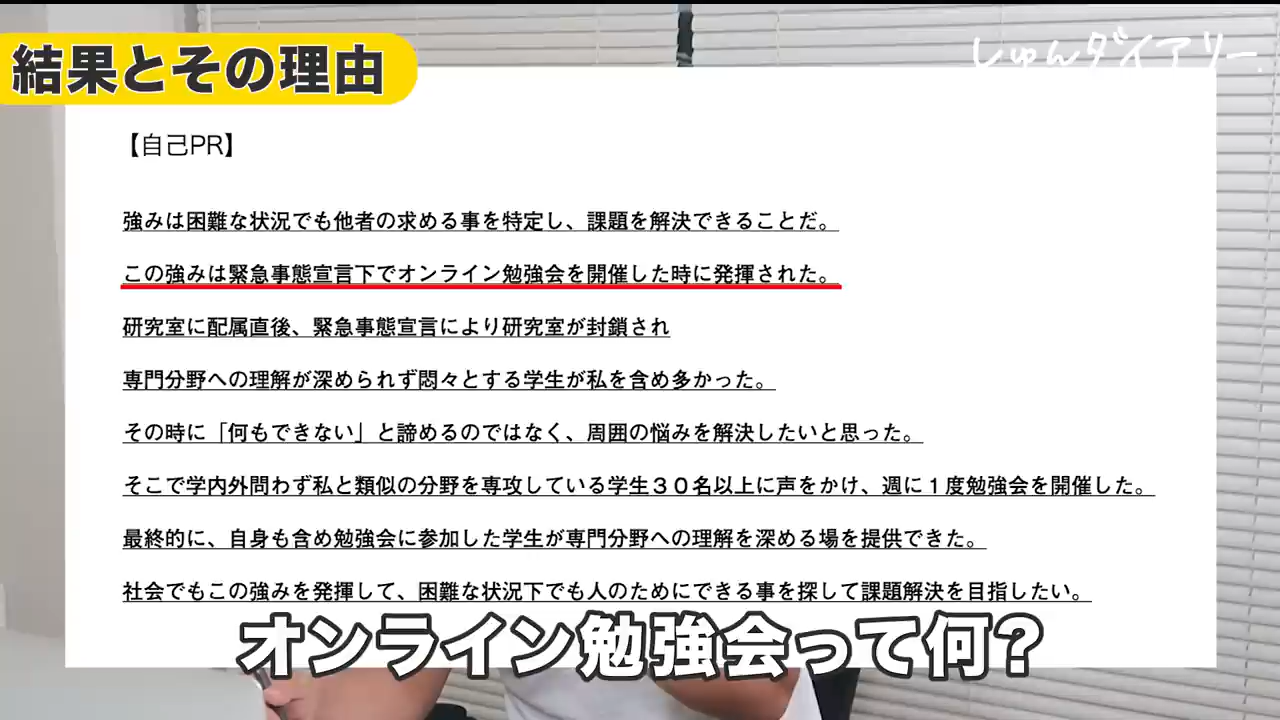 結果とその理由
しゅんダイアリー
【自己PR】
強みは困難な状況でも他者の求める事を特定し、課題を解決できることだ。
この強みは緊急事態宣言下でオンライン勉強会を開催した時に発揮された。
研究室に配属直後、緊急事態宣言により研究室が封鎖され
専門分野への理解が深められず悶々とする学生が私を含め多かった。
その時に「何もできない」と諦めるのではなく、周囲の悩みを解決したいと思った。
そこで学内外問わず私と類似の分野を専攻している学生３０名以上に声をかけ、週に１度勉強会を開催した。
最終的に、自身も含め勉強会に参加した学生が専門分野への理解を深める場を提供できた。
社会でもこの強みを発揮して、困難な状況下でも人のためにできる事を探して課題解決を目指したい。
オンライン勉強会って何?